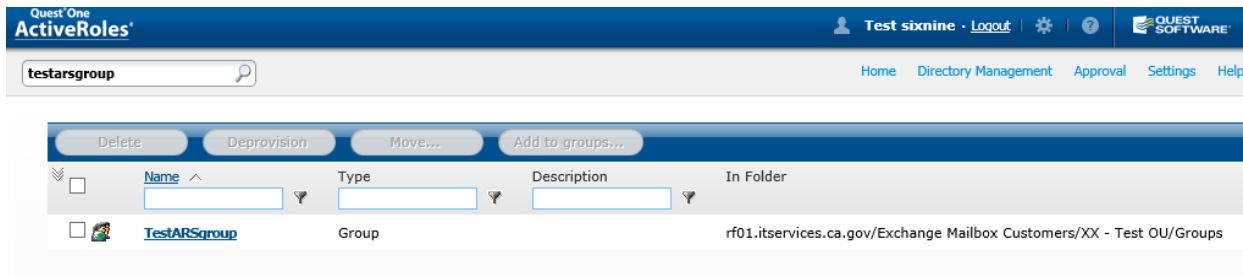 Quest One
ActiveRoles
Test sixnine · Logout
QUEST SOFTWARE
testarsgroup
Home Directory Management Approval Settings Help
Delete Deprovision Move... Add to groups...
Name Type Description In Folder
TestARSgroup Group rf01.itservices.ca.gov/Exchange Mailbox Customers/XX - Test OU/Groups